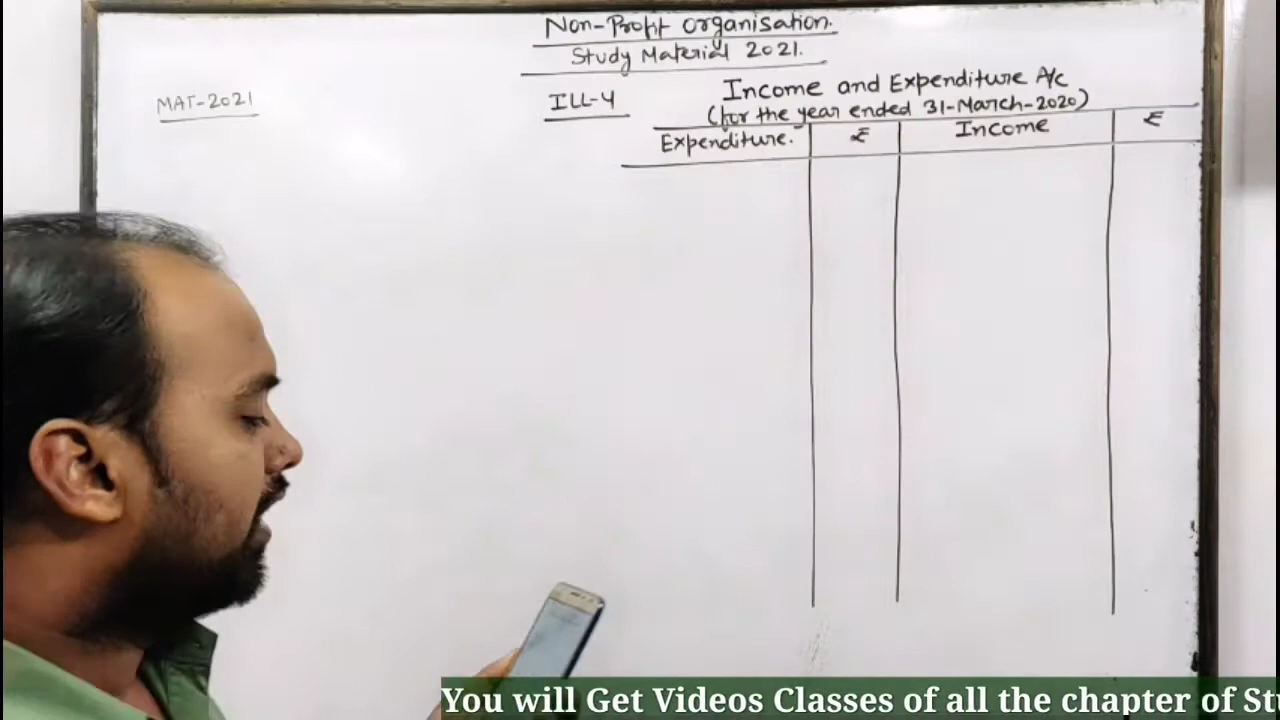 Non-Profit Organisation.
Study Material 2021.
MAT-2021
ILL-4
Income and Expenditure A/c
(for the year ended 31-March-2020)
Expenditure. ₹ Income ₹
You will Get Videos Classes of all the chapter of St